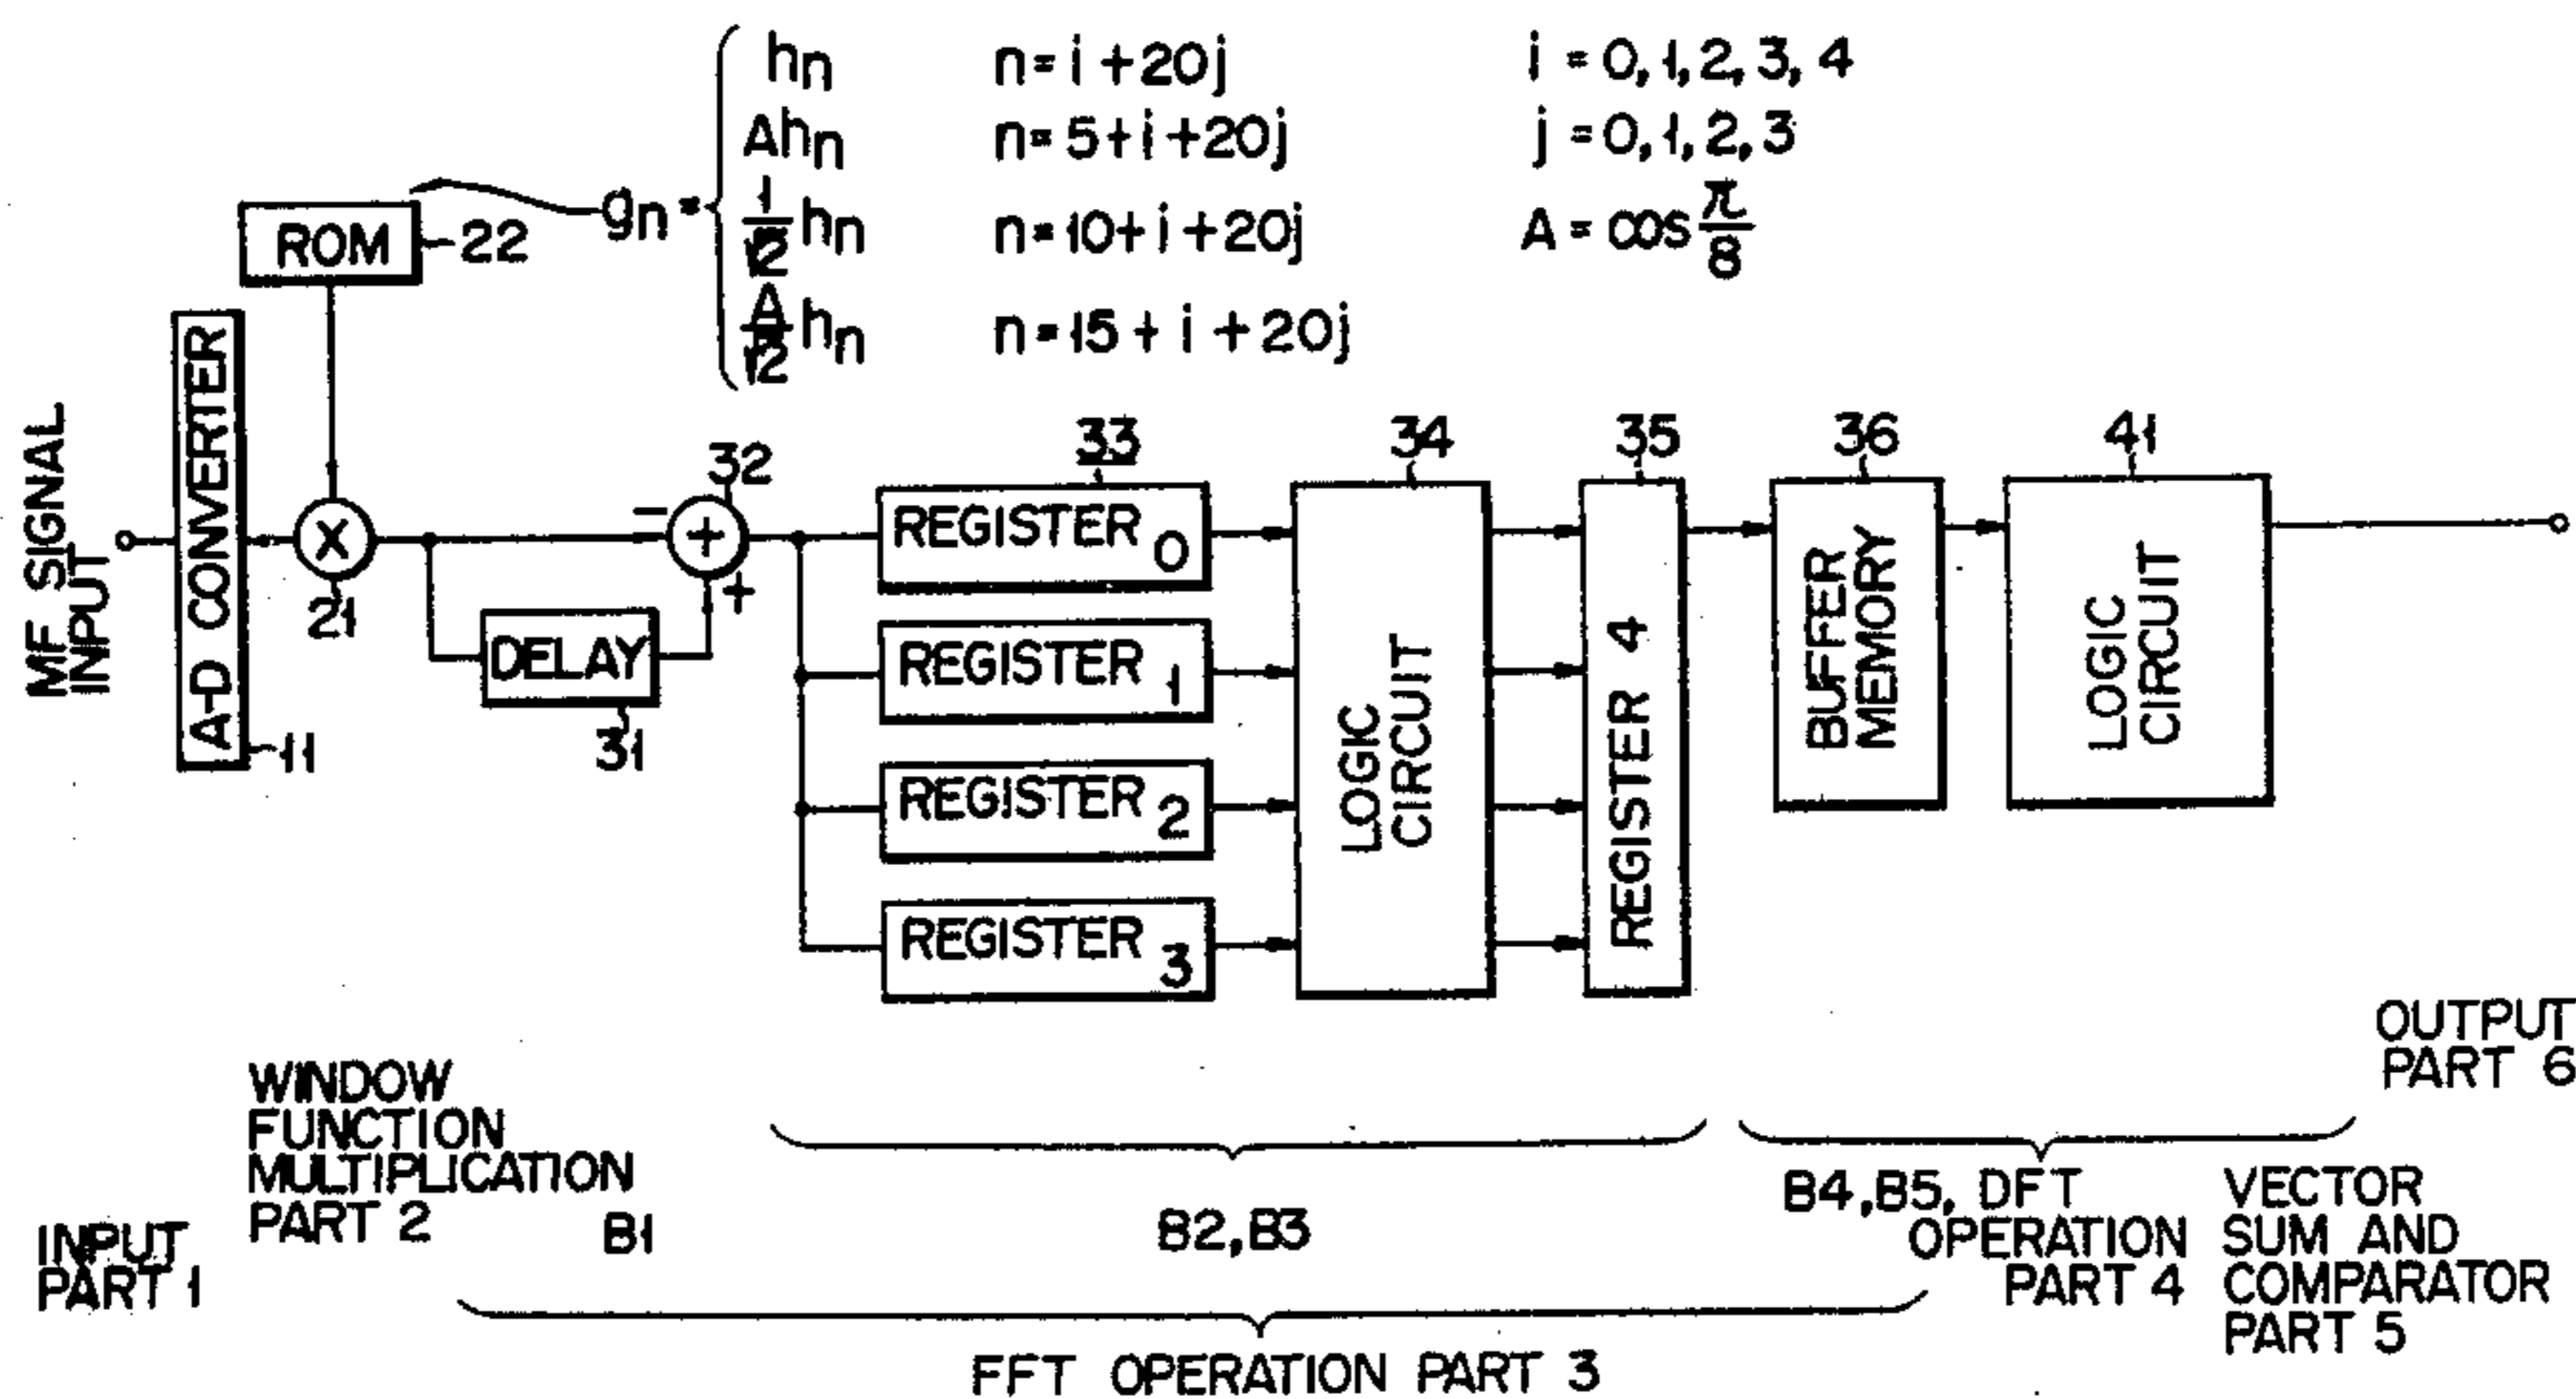 gn = { hn n = i + 20j i = 0, 1, 2, 3, 4
Ahn n = 5 + i + 20j j = 0, 1, 2, 3
1/√2 hn n = 10 + i + 20j A = cos π/8
A/√2 hn n = 15 + i + 20j
ROM
22
MF SIGNAL
INPUT
A-D CONVERTER
11
×
21
DELAY
31
−
+
+
32
33
REGISTER 0
REGISTER 1
REGISTER 2
REGISTER 3
34
LOGIC
CIRCUIT
35
REGISTER 4
36
BUFFER
MEMORY
41
LOGIC
CIRCUIT
OUTPUT
PART 6
INPUT
PART 1
WINDOW
FUNCTION
MULTIPLICATION
PART 2
B1
B2,B3
B4,B5, DFT
OPERATION
PART 4
VECTOR
SUM AND
COMPARATOR
PART 5
FFT OPERATION PART 3